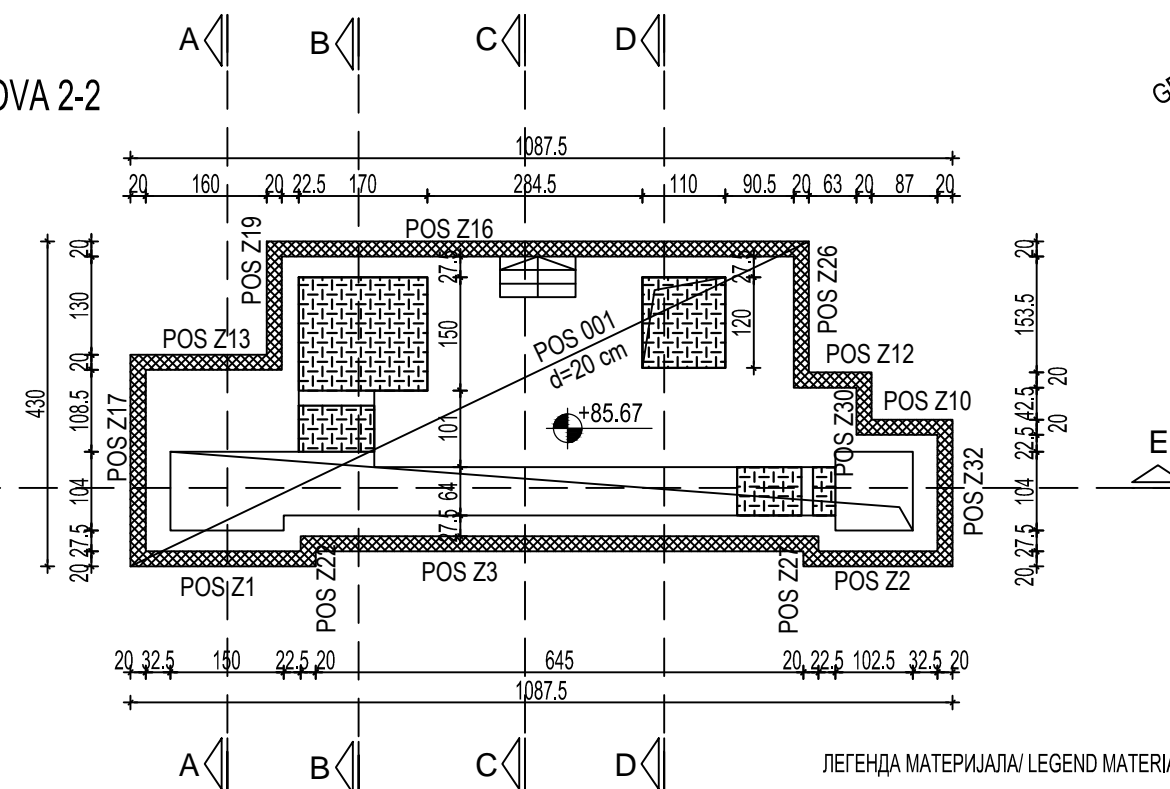 A
B
C
D
OVA 2-2
1087.5
20 160 20 22.5 170 284.5 110 90.5 20 63 20 87 20
POS Z16
POS Z19
POS Z26
POS Z13
POS Z12
POS Z10
POS Z17
POS Z30
POS Z32
POS 001
d=20 cm
+85.67
430
20 130 20 108.5 104 27.5 20
27.5 150 101 64 27.5
27.5 120
20 153.5 20 42.5 20 22.5 104 27.5 20
E
POS Z1
POS Z22
POS Z3
POS Z27
POS Z2
20 32.5 150 22.5 20 645 20 22.5 102.5 32.5 20
1087.5
A
B
C
D
ЛЕГЕНДА МАТЕРИЈАЛА/ LEGEND MATERIA